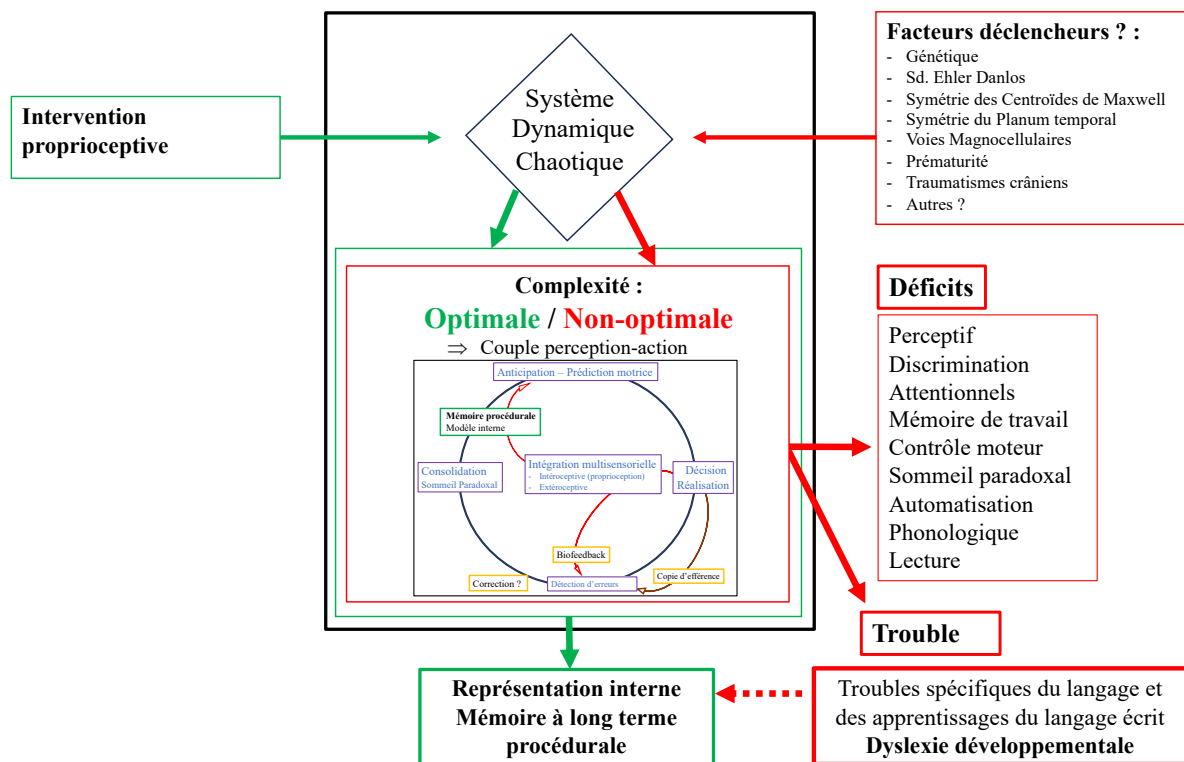 Intervention
proprioceptive
Système
Dynamique
Chaotique
Facteurs déclencheurs ? :
- Génétique
- Sd. Ehler Danlos
- Symétrie des Centroïdes de Maxwell
- Symétrie du Planum temporal
- Voies Magnocellulaires
- Prématurité
- Traumatismes crâniens
- Autres ?
Complexité :
Optimale / Non-optimale
⇒ Couple perception-action
Anticipation – Prédiction motrice
Mémoire procédurale
Modèle interne
Consolidation
Sommeil Paradoxal
Intégration multisensorielle
- Intéroceptive (proprioception)
- Extéroceptive
Décision
Réalisation
Biofeedback
Copie d’efférence
Correction ?
Détection d’erreurs
Déficits
Perceptif
Discrimination
Attentionnels
Mémoire de travail
Contrôle moteur
Sommeil paradoxal
Automatisation
Phonologique
Lecture
Trouble
Représentation interne
Mémoire à long terme
procédurale
Troubles spécifiques du langage et
des apprentissages du langage écrit
Dyslexie développementale